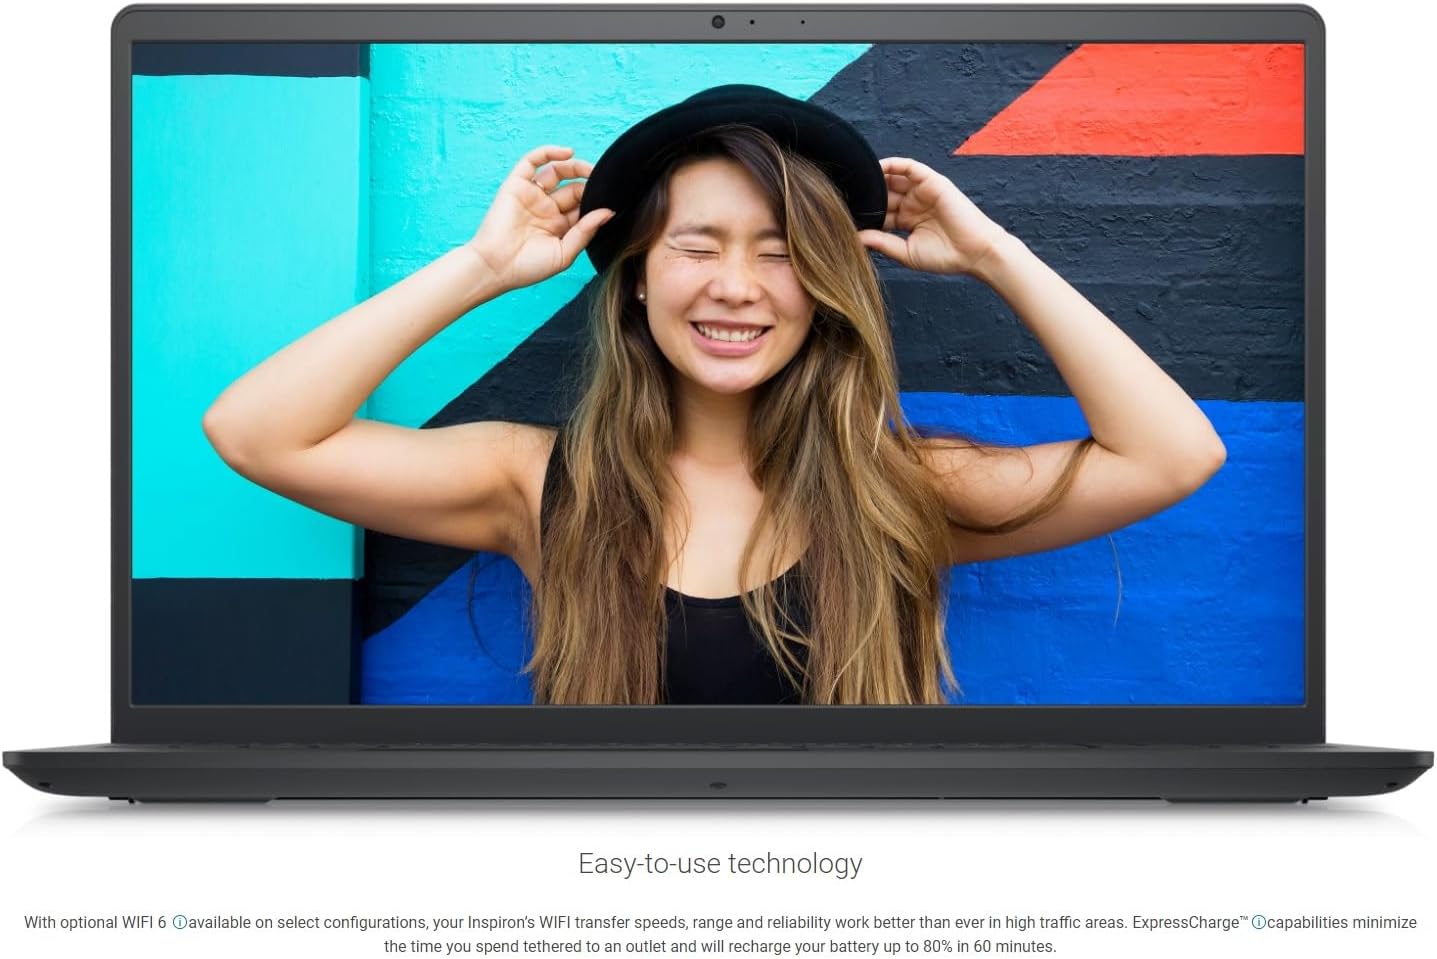 Easy-to-use technology
With optional WIFI 6 ⓘavailable on select configurations, your Inspiron’s WIFI transfer speeds, range and reliability work better than ever in high traffic areas. ExpressCharge™ ⓘcapabilities minimize
the time you spend tethered to an outlet and will recharge your battery up to 80% in 60 minutes.